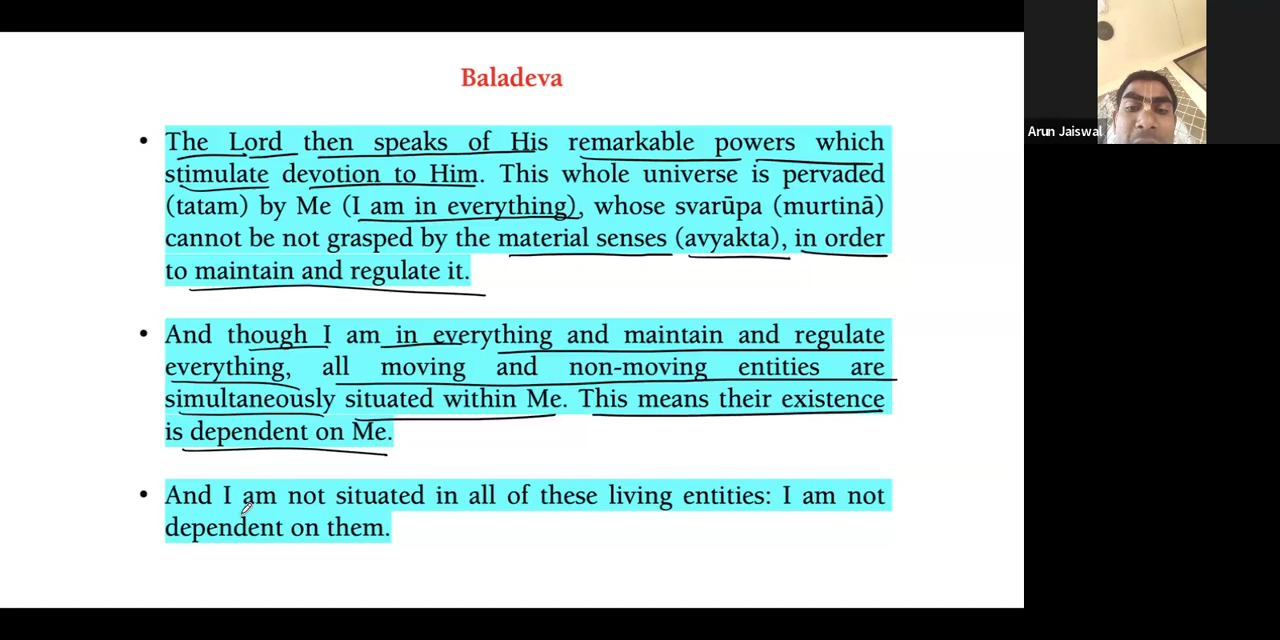 Baladeva
• The Lord then speaks of His remarkable powers which
stimulate devotion to Him. This whole universe is pervaded
(tatam) by Me (I am in everything), whose svarūpa (murtinā)
cannot be not grasped by the material senses (avyakta), in order
to maintain and regulate it.
• And though I am in everything and maintain and regulate
everything, all moving and non-moving entities are
simultaneously situated within Me. This means their existence
is dependent on Me.
• And I am not situated in all of these living entities: I am not
dependent on them.
Arun Jaiswal